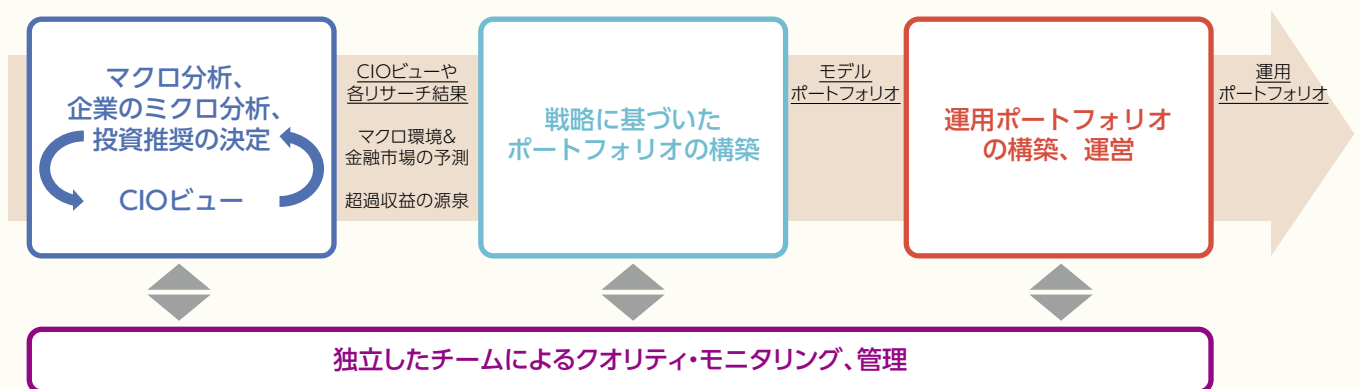 マクロ分析、
企業のミクロ分析、
投資推奨の決定
CIOビュー
CIOビューや
各リサーチ結果
マクロ環境&
金融市場の予測
超過収益の源泉
戦略に基づいた
ポートフォリオの構築
モデル
ポートフォリオ
運用ポートフォリオ
の構築、運営
運用
ポートフォリオ
独立したチームによるクオリティ・モニタリング、管理